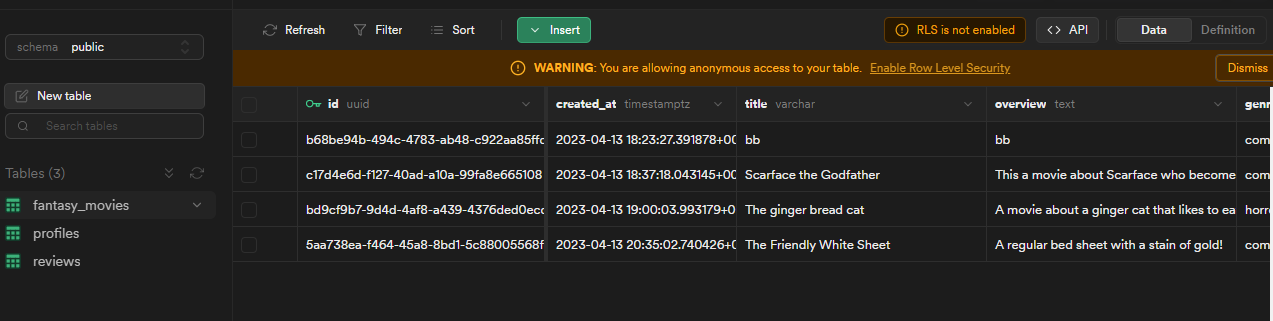 Refresh Filter Sort Insert RLS is not enabled <> API Data Definition
schema public
WARNING: You are allowing anonymous access to your table. Enable Row Level Security Dismiss
New table
id uuid created_at timestamptz title varchar overview text genr
Search tables
b68be94b-494c-4783-ab48-c922aa85ffc 2023-04-13 18:23:27.391878+00 bb bb com
Tables (3)
c17d4e6d-f127-40ad-a10a-99fa8e665108 2023-04-13 18:37:18.043145+00 Scarface the Godfather This a movie about Scarface who become com
fantasy_movies
bd9cf9b7-9d4d-4af8-a439-4376ded0ecc 2023-04-13 19:00:03.993179+0 The ginger bread cat A movie about a ginger cat that likes to ea horr
profiles
5aa738ea-f464-45a8-8bd1-5c88005568f 2023-04-13 20:35:02.740426+0 The Friendly White Sheet A regular bed sheet with a stain of gold! com
reviews